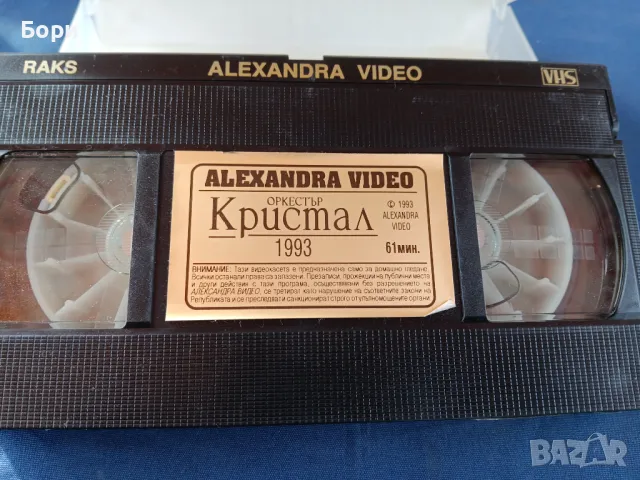 Бори
RAKS ALEXANDRA VIDEO VHS
ALEXANDRA VIDEO
ОРКЕСТЪР
Кристал
1993
© 1993
ALEXANDRA
VIDEO
61 мин.
ВНИМАНИЕ: Тази видеокасета е предназначена само за домашно гледане.
Всички останали права са запазени. Презаписи, прожекции на публични места
и други действия с тази програма, осъществени без разрешението на
АЛЕКСАНДРА ВИДЕО, се третират като нарушение на съответните закони на
Републиката и се преследват и санкционират строго от упълномощените органи.
BAZAR